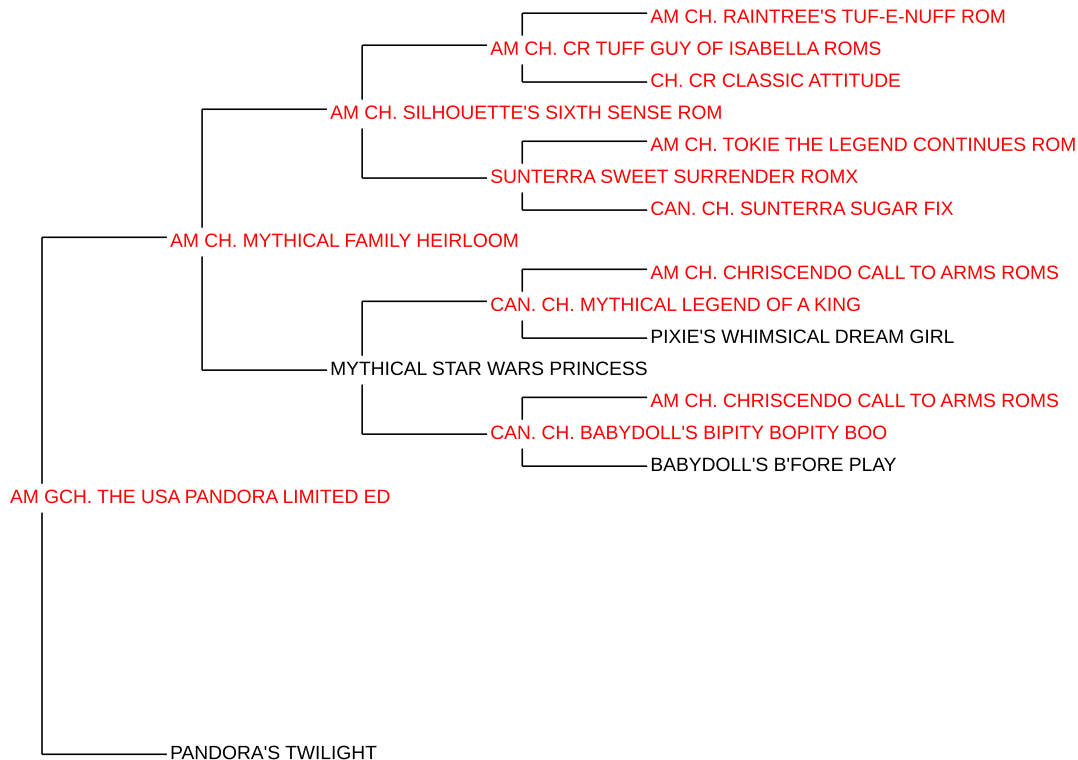 AM CH. RAINTREE'S TUF-E-NUFF ROM
AM CH. CR TUFF GUY OF ISABELLA ROMS
CH. CR CLASSIC ATTITUDE
AM CH. SILHOUETTE'S SIXTH SENSE ROM
AM CH. TOKIE THE LEGEND CONTINUES ROM
SUNTERRA SWEET SURRENDER ROMX
CAN. CH. SUNTERRA SUGAR FIX
AM CH. MYTHICAL FAMILY HEIRLOOM
AM CH. CHRISCENDO CALL TO ARMS ROMS
CAN. CH. MYTHICAL LEGEND OF A KING
PIXIE'S WHIMSICAL DREAM GIRL
MYTHICAL STAR WARS PRINCESS
AM CH. CHRISCENDO CALL TO ARMS ROMS
CAN. CH. BABYDOLL'S BIPITY BOPITY BOO
BABYDOLL'S B'FORE PLAY
AM GCH. THE USA PANDORA LIMITED ED
PANDORA'S TWILIGHT